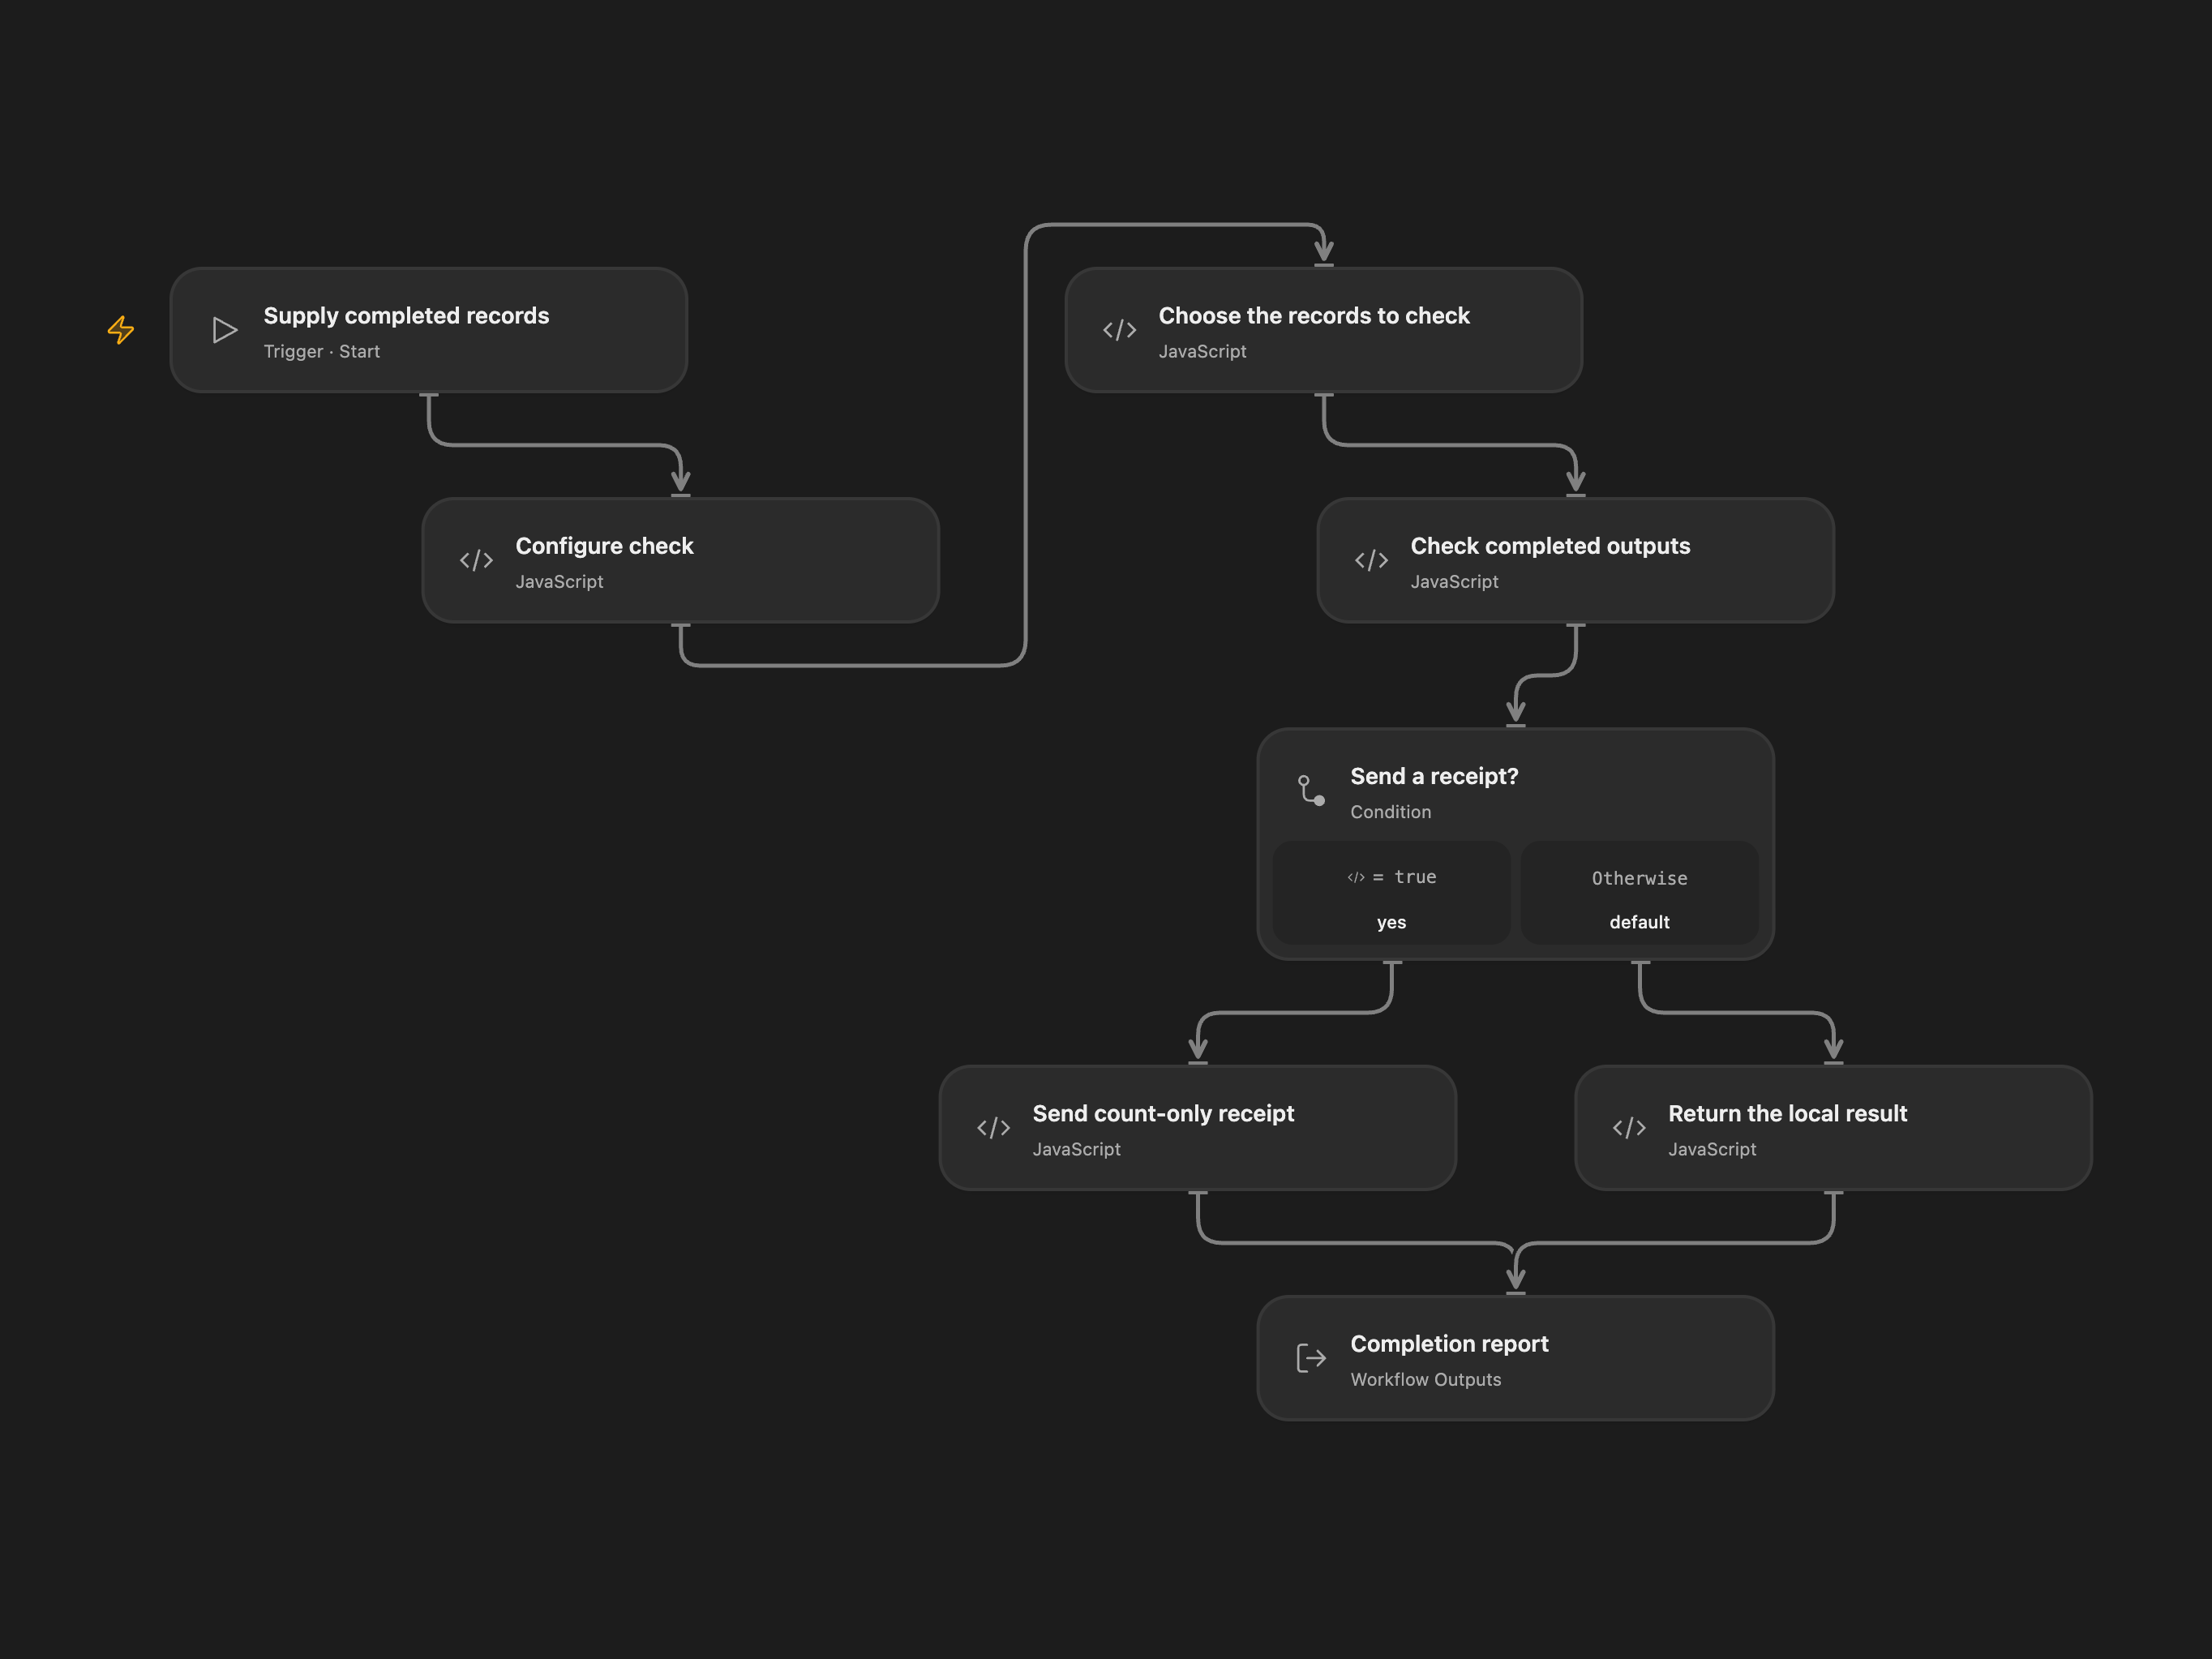 Supply completed records
Trigger · Start
Configure check
JavaScript
Choose the records to check
JavaScript
Check completed outputs
JavaScript
Send a receipt?
Condition
</> = true
yes
Otherwise
default
Send count-only receipt
JavaScript
Return the local result
JavaScript
Completion report
Workflow Outputs